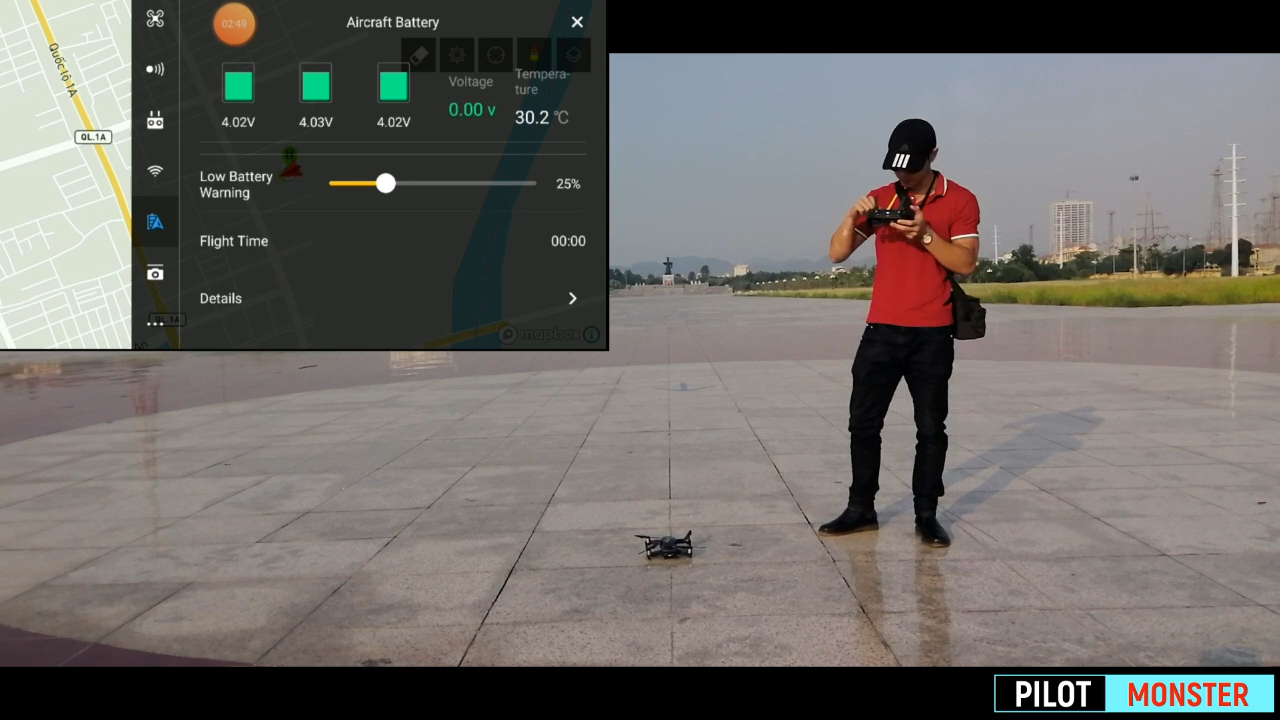 Quốc lộ 1A
QL.1A
02:49
Aircraft Battery
4.02V
4.03V
4.02V
Voltage
0.00 v
Tempera-
ture
30.2 °C
Low Battery
Warning
25%
Flight Time
00:00
Details
QL.1A
mapbox
PILOT MONSTER